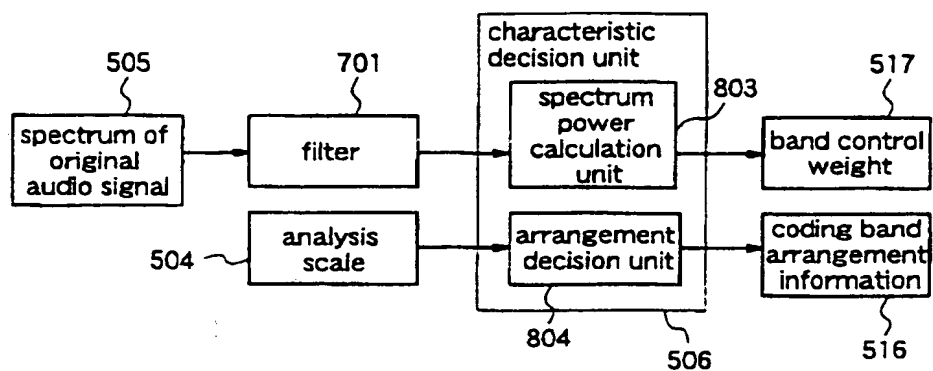 characteristic
decision unit
505
701
517
803
spectrum of
original
audio signal
filter
spectrum
power
calculation
unit
band control
weight
504
analysis
scale
arrangement
decision unit
coding band
arrangement
information
804
506
516